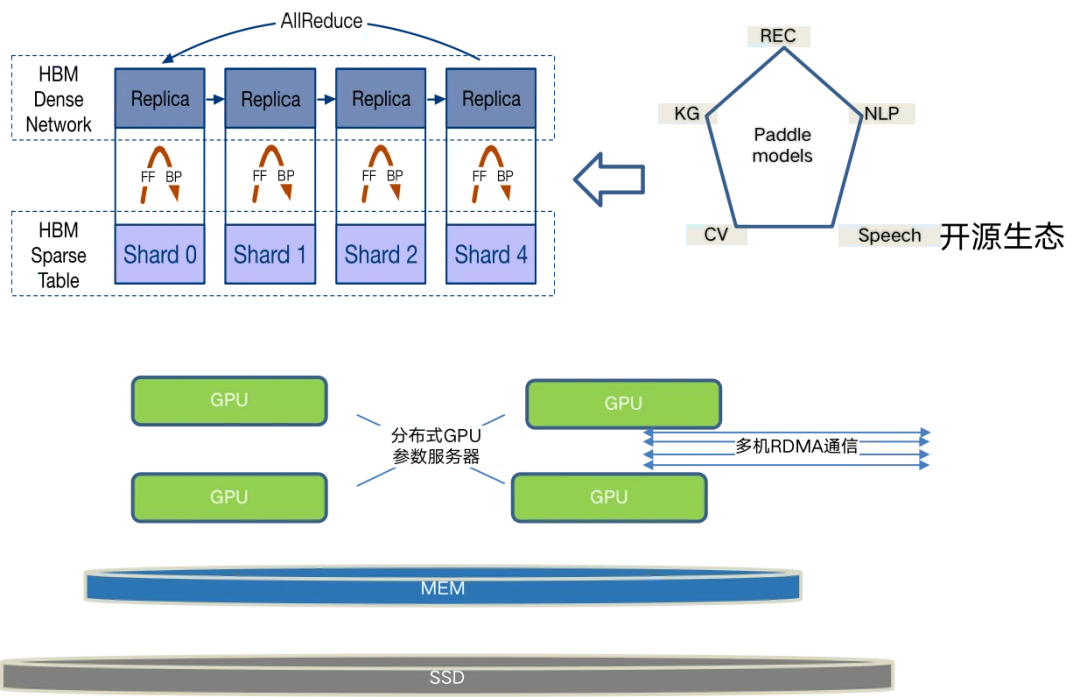 AllReduce
HBM
Dense
Network
Replica
Replica
Replica
Replica
FF BP
FF BP
FF BP
FF BP
HBM
Sparse
Table
Shard 0
Shard 1
Shard 2
Shard 4
REC
KG
NLP
Paddle
models
CV
Speech
开源生态
GPU
GPU
分布式GPU
参数服务器
多机RDMA通信
GPU
GPU
MEM
SSD